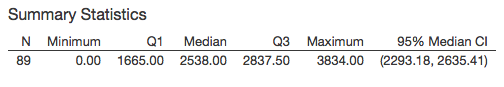 Summary Statistics
N Minimum Q1 Median Q3 Maximum 95% Median CI
89 0.00 1665.00 2538.00 2837.50 3834.00 (2293.18, 2635.41)